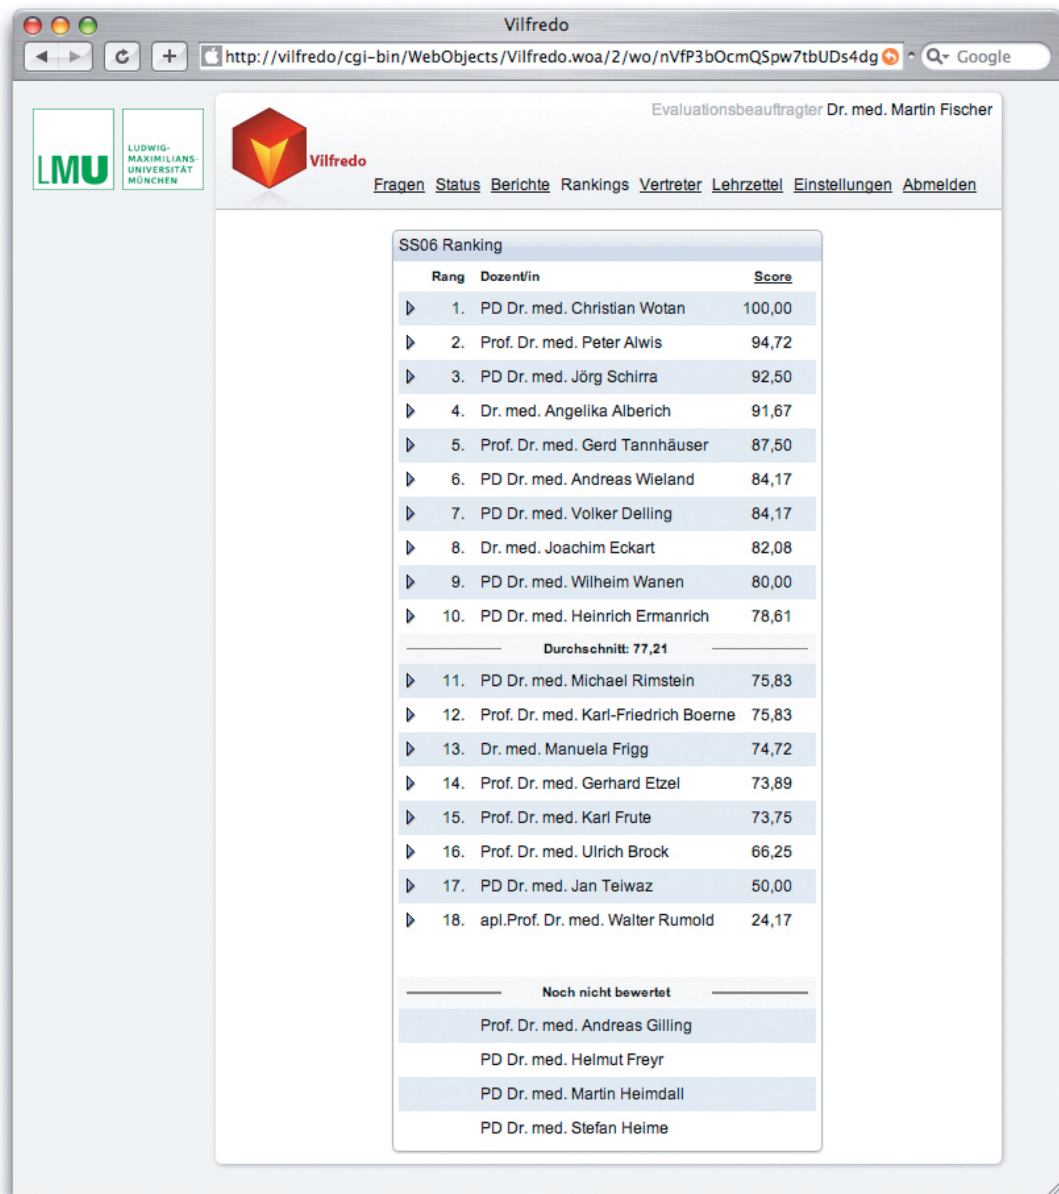 Vilfredo
http://vilfredo/cgi-bin/WebObjects/Vilfredo.woa/2/wo/nVfP3bOcmQSpw7tbUDs4dg
Google
LMU
LUDWIG-
MAXIMILIANS-
UNIVERSITÄT
MÜNCHEN
Vilfredo
Evaluationsbeauftragter Dr. med. Martin Fischer
Fragen Status Berichte Rankings Vertreter Lehrzettel Einstellungen Abmelden
SS06 Ranking
Rang Dozent/in Score
1. PD Dr. med. Christian Wotan 100,00
2. Prof. Dr. med. Peter Alwis 94,72
3. PD Dr. med. Jörg Schirra 92,50
4. Dr. med. Angelika Alberich 91,67
5. Prof. Dr. med. Gerd Tannhäuser 87,50
6. PD Dr. med. Andreas Wieland 84,17
7. PD Dr. med. Volker Delling 84,17
8. Dr. med. Joachim Eckart 82,08
9. PD Dr. med. Wilheim Wanen 80,00
10. PD Dr. med. Heinrich Ermanrich 78,61
Durchschnitt: 77,21
11. PD Dr. med. Michael Rimstein 75,83
12. Prof. Dr. med. Karl-Friedrich Boerne 75,83
13. Dr. med. Manuela Frigg 74,72
14. Prof. Dr. med. Gerhard Etzel 73,89
15. Prof. Dr. med. Karl Frute 73,75
16. Prof. Dr. med. Ulrich Brock 66,25
17. PD Dr. med. Jan Teiwaz 50,00
18. apl.Prof. Dr. med. Walter Rumold 24,17
Noch nicht bewertet
Prof. Dr. med. Andreas Gilling
PD Dr. med. Helmut Freyr
PD Dr. med. Martin Heimdall
PD Dr. med. Stefan Heime